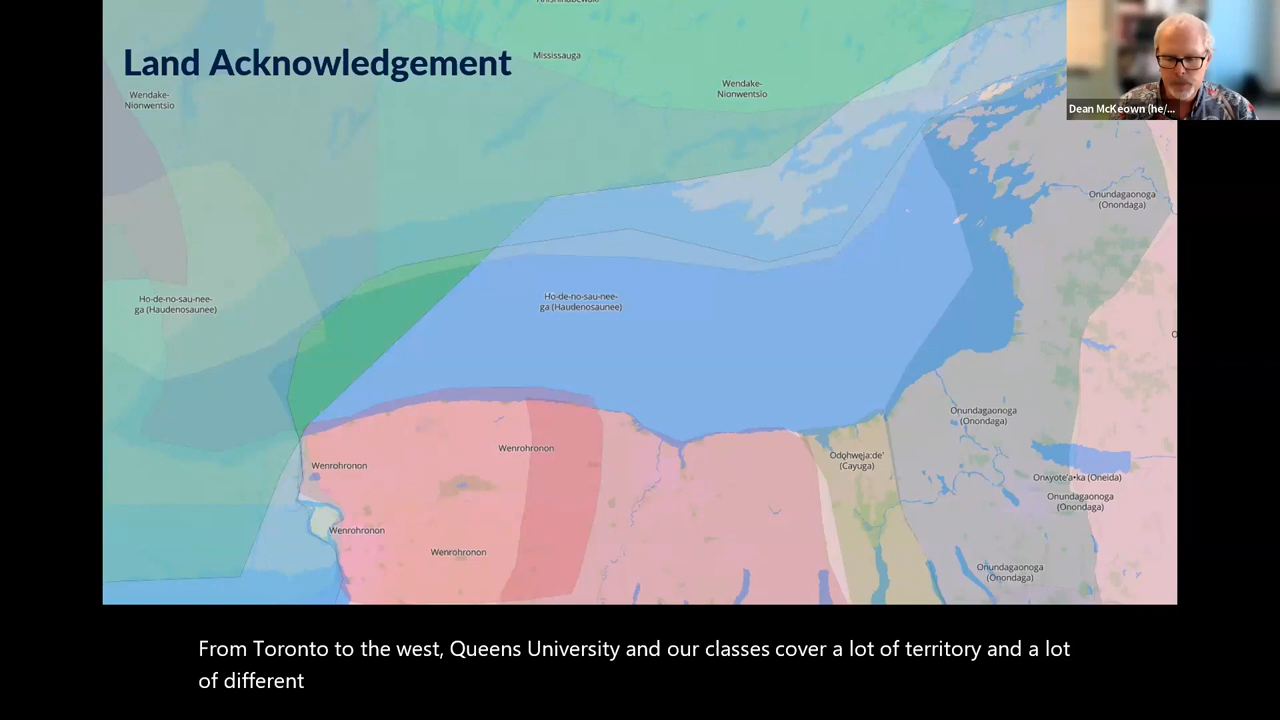 Anishinabewaki
Land Acknowledgement
Mississauga
Wendake-
Nionwentsio
Wendake-
Nionwentsio
Dean McKeown (he/...
Onundagaonoga
(Onondaga)
Ho-de-no-sau-nee-
ga (Haudenosaunee)
Ho-de-no-sau-nee-
ga (Haudenosaunee)
O
Onundagaonoga
(Onondaga)
Wenrohronon
Wenrohronon
Odǫhwęja:de'
(Cayuga)
Onʌyote'a•ka (Oneida)
Onundagaonoga
(Onondaga)
Wenrohronon
Wenrohronon
Onundagaonoga
(Onondaga)
From Toronto to the west, Queens University and our classes cover a lot of territory and a lot
of different